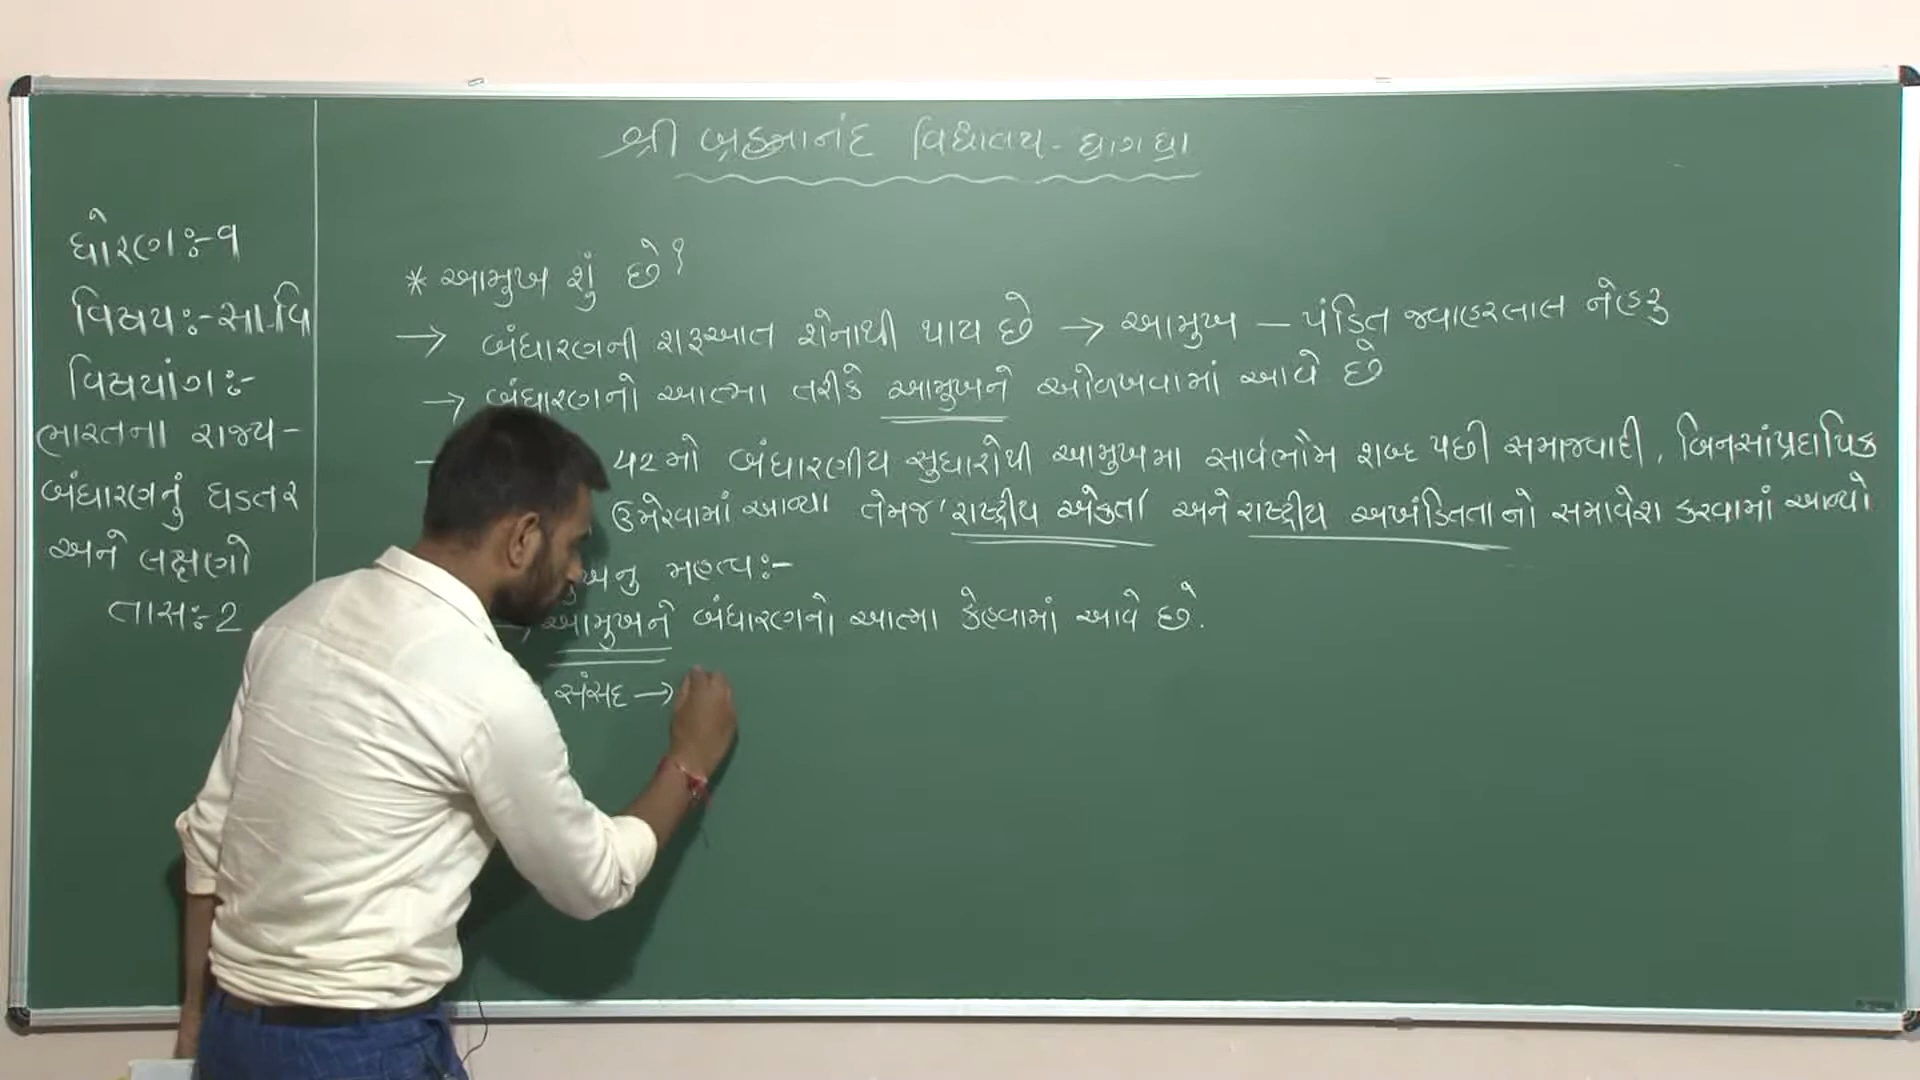 શ્રી બ્રહ્માનંદ વિદ્યાલય - ધ્રાગધ્રા
ધોરણઃ-૯
વિષયઃ-સા.વિ
વિષયાંગઃ-
ભારતના રાજ્ય-
બંધારણનું ઘડતર
અને લક્ષણો
તાસઃ-2
* આમુખ શું છે?
→ બંધારણની શરૂઆત શેનાથી થાય છે → આમુખ – પંડિત જવાહરલાલ નેહરુ
→ બંધારણનો આત્મા તરીકે આમુખને ઓળખવામાં આવે છે
૪૨મો બંધારણીય સુધારોથી આમુખમા સાર્વભૌમ શબ્દ પછી સમાજવાદી, બિનસાંપ્રદાયિક
ઉમેરવામાં આવ્યા તેમજ 'રાષ્ટ્રીય એકતા' અને રાષ્ટ્રીય અખંડિતતાનો સમાવેશ કરવામાં આવ્યો
મહત્વઃ-
→ આમુખને બંધારણનો આત્મા કેહવામાં આવે છે.
સંસદ →